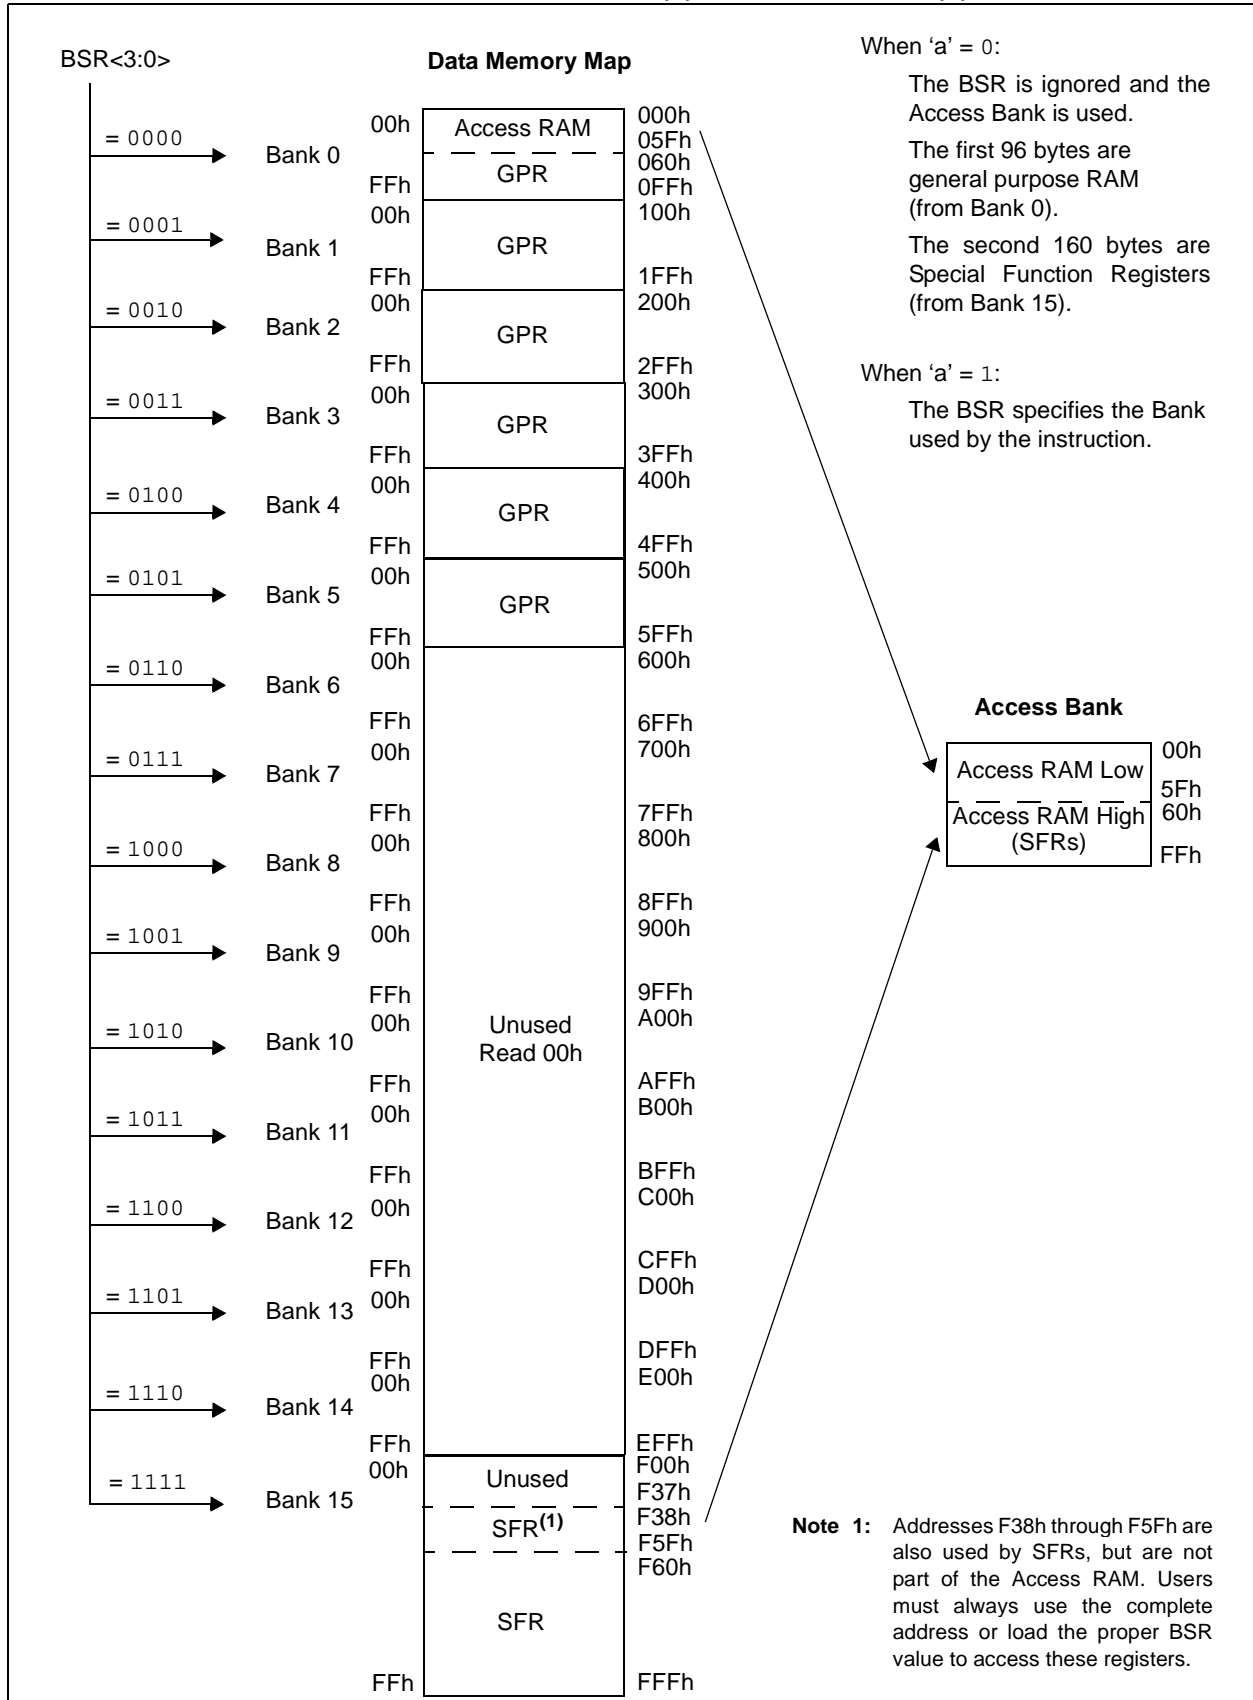 BSR<3:0>
Data Memory Map
When ‘a’ = 0:
The BSR is ignored and the
Access Bank is used.
The first 96 bytes are
general purpose RAM
(from Bank 0).
The second 160 bytes are
Special Function Registers
(from Bank 15).
When ‘a’ = 1:
The BSR specifies the Bank
used by the instruction.
= 0000
Bank 0
00h
Access RAM
000h
05Fh
GPR
060h
FFh
0FFh
= 0001
Bank 1
00h
GPR
100h
FFh
1FFh
= 0010
Bank 2
00h
GPR
200h
FFh
2FFh
= 0011
Bank 3
00h
GPR
300h
FFh
3FFh
= 0100
Bank 4
00h
GPR
400h
FFh
4FFh
= 0101
Bank 5
00h
GPR
500h
FFh
5FFh
= 0110
Bank 6
00h
600h
FFh
6FFh
= 0111
Bank 7
00h
700h
FFh
7FFh
= 1000
Bank 8
00h
800h
FFh
8FFh
= 1001
Bank 9
00h
900h
FFh
9FFh
= 1010
Bank 10
00h
Unused
Read 00h
A00h
FFh
AFFh
= 1011
Bank 11
00h
B00h
FFh
BFFh
= 1100
Bank 12
00h
C00h
FFh
CFFh
= 1101
Bank 13
00h
D00h
FFh
DFFh
= 1110
Bank 14
00h
E00h
FFh
EFFh
= 1111
Bank 15
00h
Unused
F00h
F37h
SFR(1)
F38h
F5Fh
SFR
F60h
FFh
FFFh
Access Bank
Access RAM Low
00h
5Fh
Access RAM High
(SFRs)
60h
FFh
Note 1: Addresses F38h through F5Fh are
also used by SFRs, but are not
part of the Access RAM. Users
must always use the complete
address or load the proper BSR
value to access these registers.